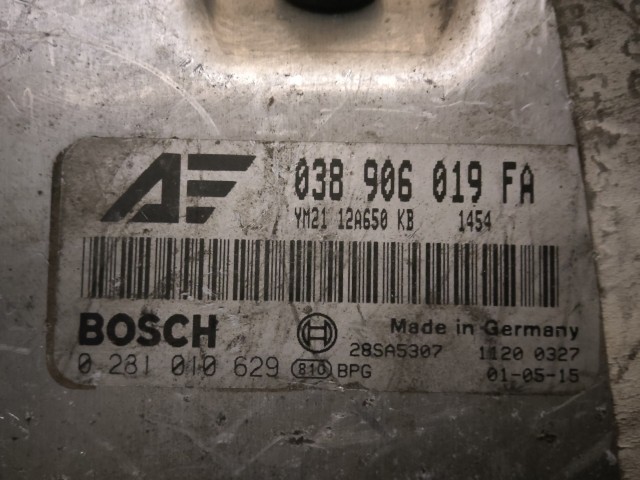 AF 038 906 019 FA
YM21 12A650 KB 1454
BOSCH Made in Germany
28SA5307 1120 0327
0 281 010 629 810 BPG 01-05-15